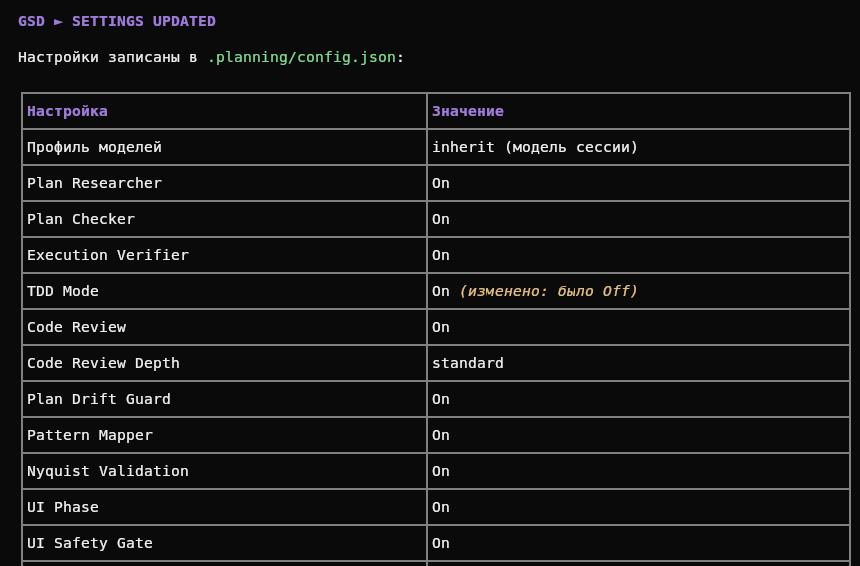 GSD ► SETTINGS UPDATED
Настройки записаны в .planning/config.json:
Настройка Значение
Профиль моделей inherit (модель сессии)
Plan Researcher On
Plan Checker On
Execution Verifier On
TDD Mode On (изменено: было Off)
Code Review On
Code Review Depth standard
Plan Drift Guard On
Pattern Mapper On
Nyquist Validation On
UI Phase On
UI Safety Gate On